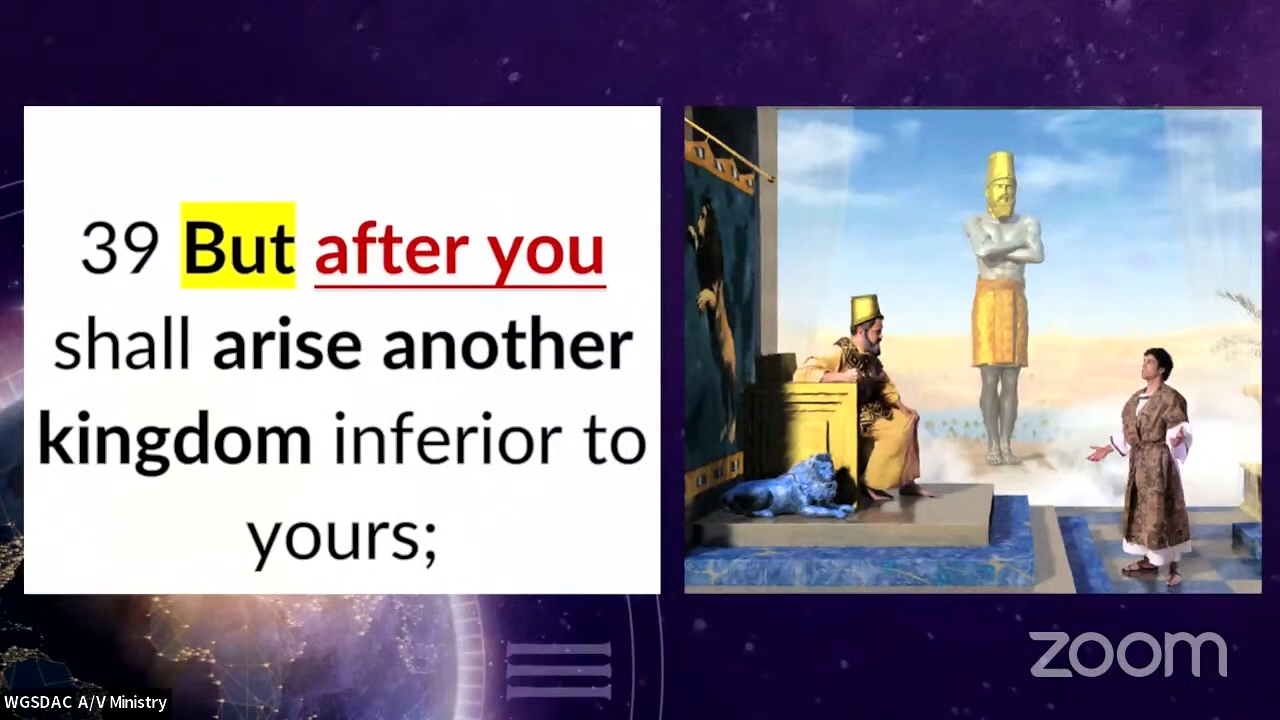 39 But after you
shall arise another
kingdom inferior to
yours;
zoom
WGSDAC A/V Ministry